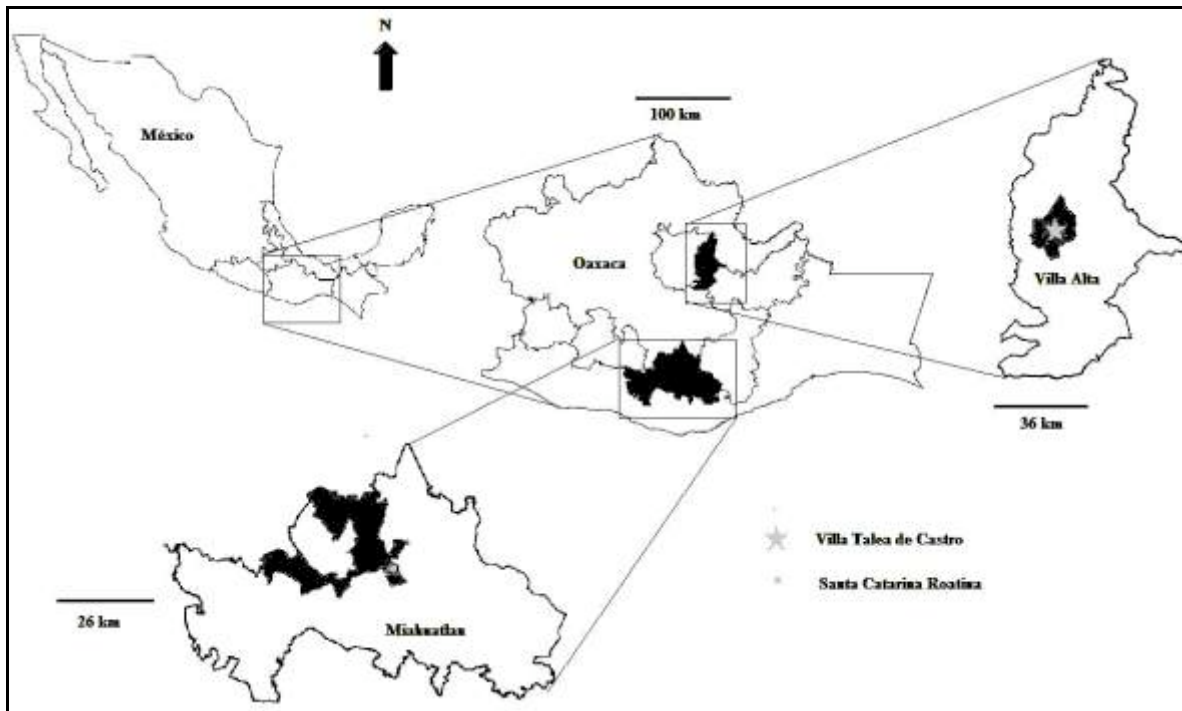 N
México
100 km
Oaxaca
Villa Alta
36 km
Villa Talea de Castro
Santa Catarina Roatina
26 km
Miahuatlan